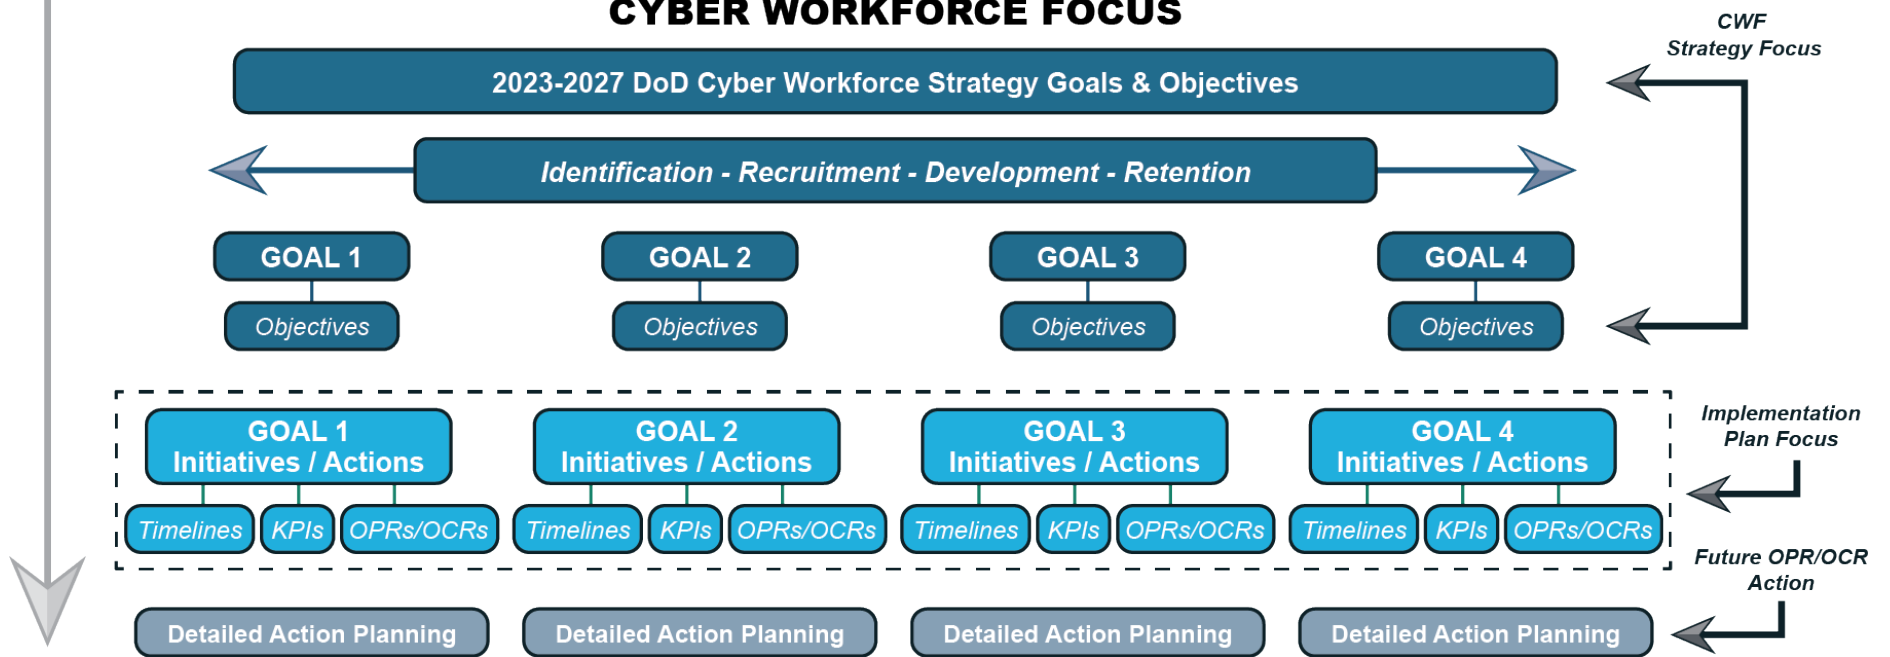 CYBER WORKFORCE FOCUS
CWF
Strategy Focus
2023-2027 DoD Cyber Workforce Strategy Goals & Objectives
Identification - Recruitment - Development - Retention
GOAL 1
GOAL 2
GOAL 3
GOAL 4
Objectives
Objectives
Objectives
Objectives
Implementation
Plan Focus
GOAL 1
Initiatives / Actions
GOAL 2
Initiatives / Actions
GOAL 3
Initiatives / Actions
GOAL 4
Initiatives / Actions
Timelines
KPIs
OPRs/OCRs
Timelines
KPIs
OPRs/OCRs
Timelines
KPIs
OPRs/OCRs
Timelines
KPIs
OPRs/OCRs
Future OPR/OCR
Action
Detailed Action Planning
Detailed Action Planning
Detailed Action Planning
Detailed Action Planning